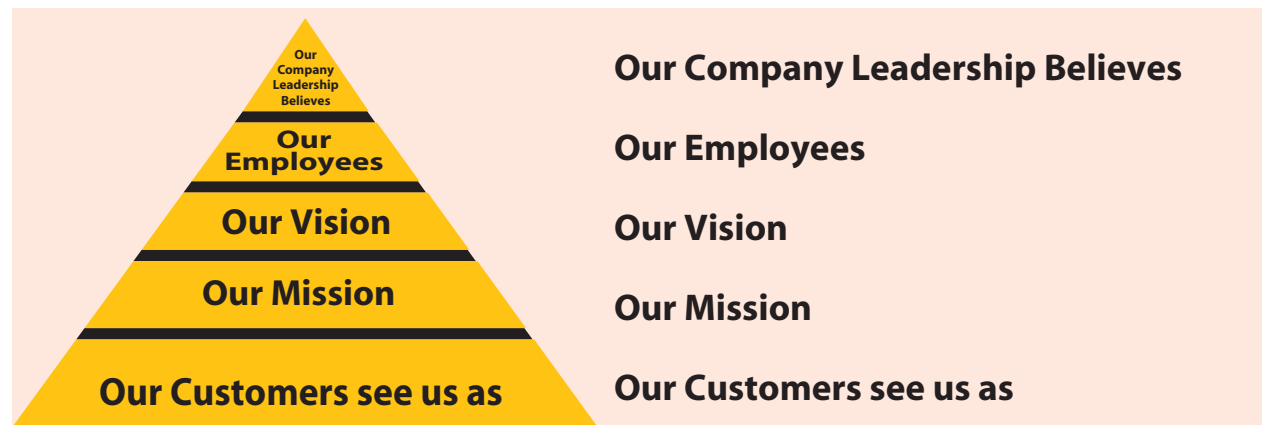 Our
Company
Leadership
Believes
Our
Employees
Our Vision
Our Mission
Our Customers see us as
Our Company Leadership Believes
Our Employees
Our Vision
Our Mission
Our Customers see us as